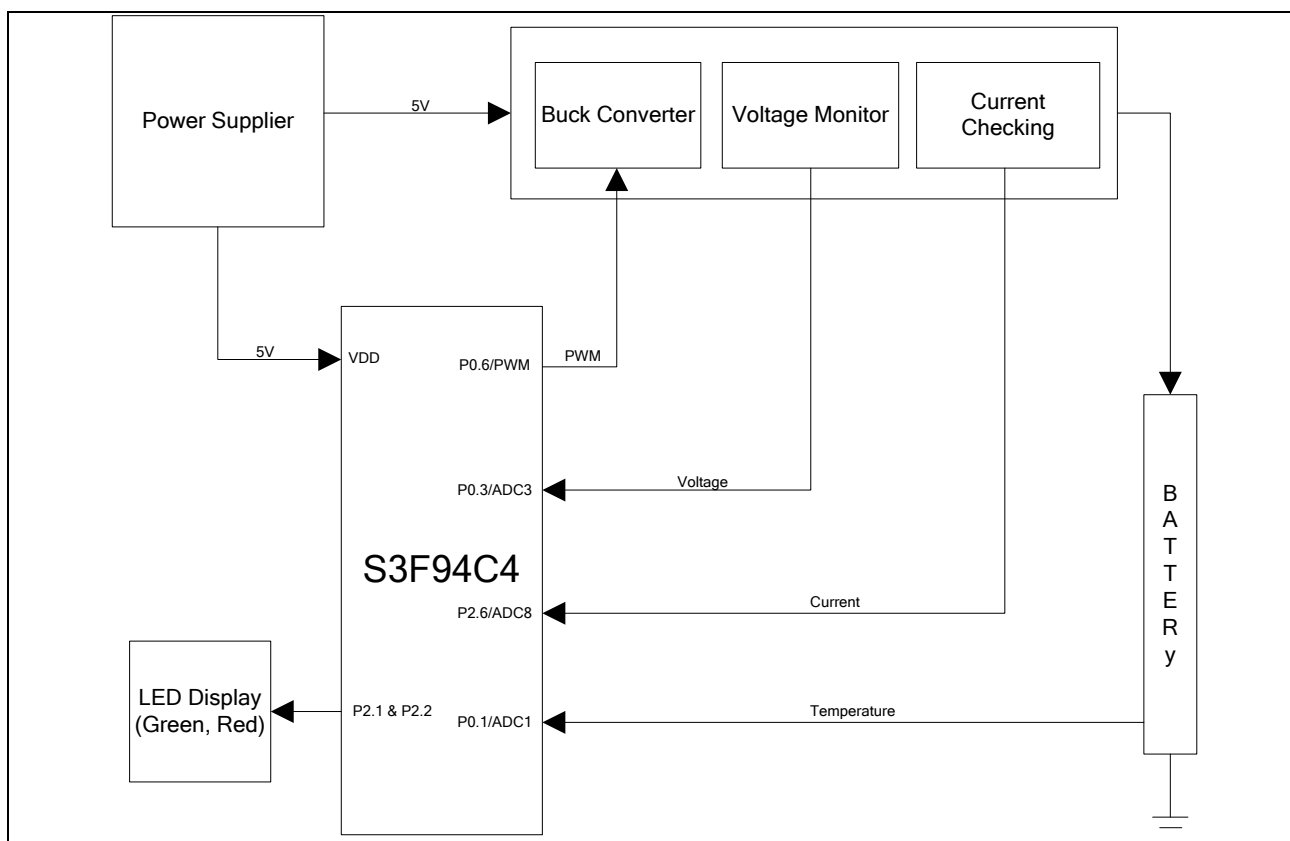 Power Supplier
5V
Buck Converter
Voltage Monitor
Current
Checking
5V
VDD
P0.6/PWM
PWM
P0.3/ADC3
Voltage
S3F94C4
P2.6/ADC8
Current
LED Display
(Green, Red)
P2.1 & P2.2
P0.1/ADC1
Temperature
B
A
T
T
E
R
y